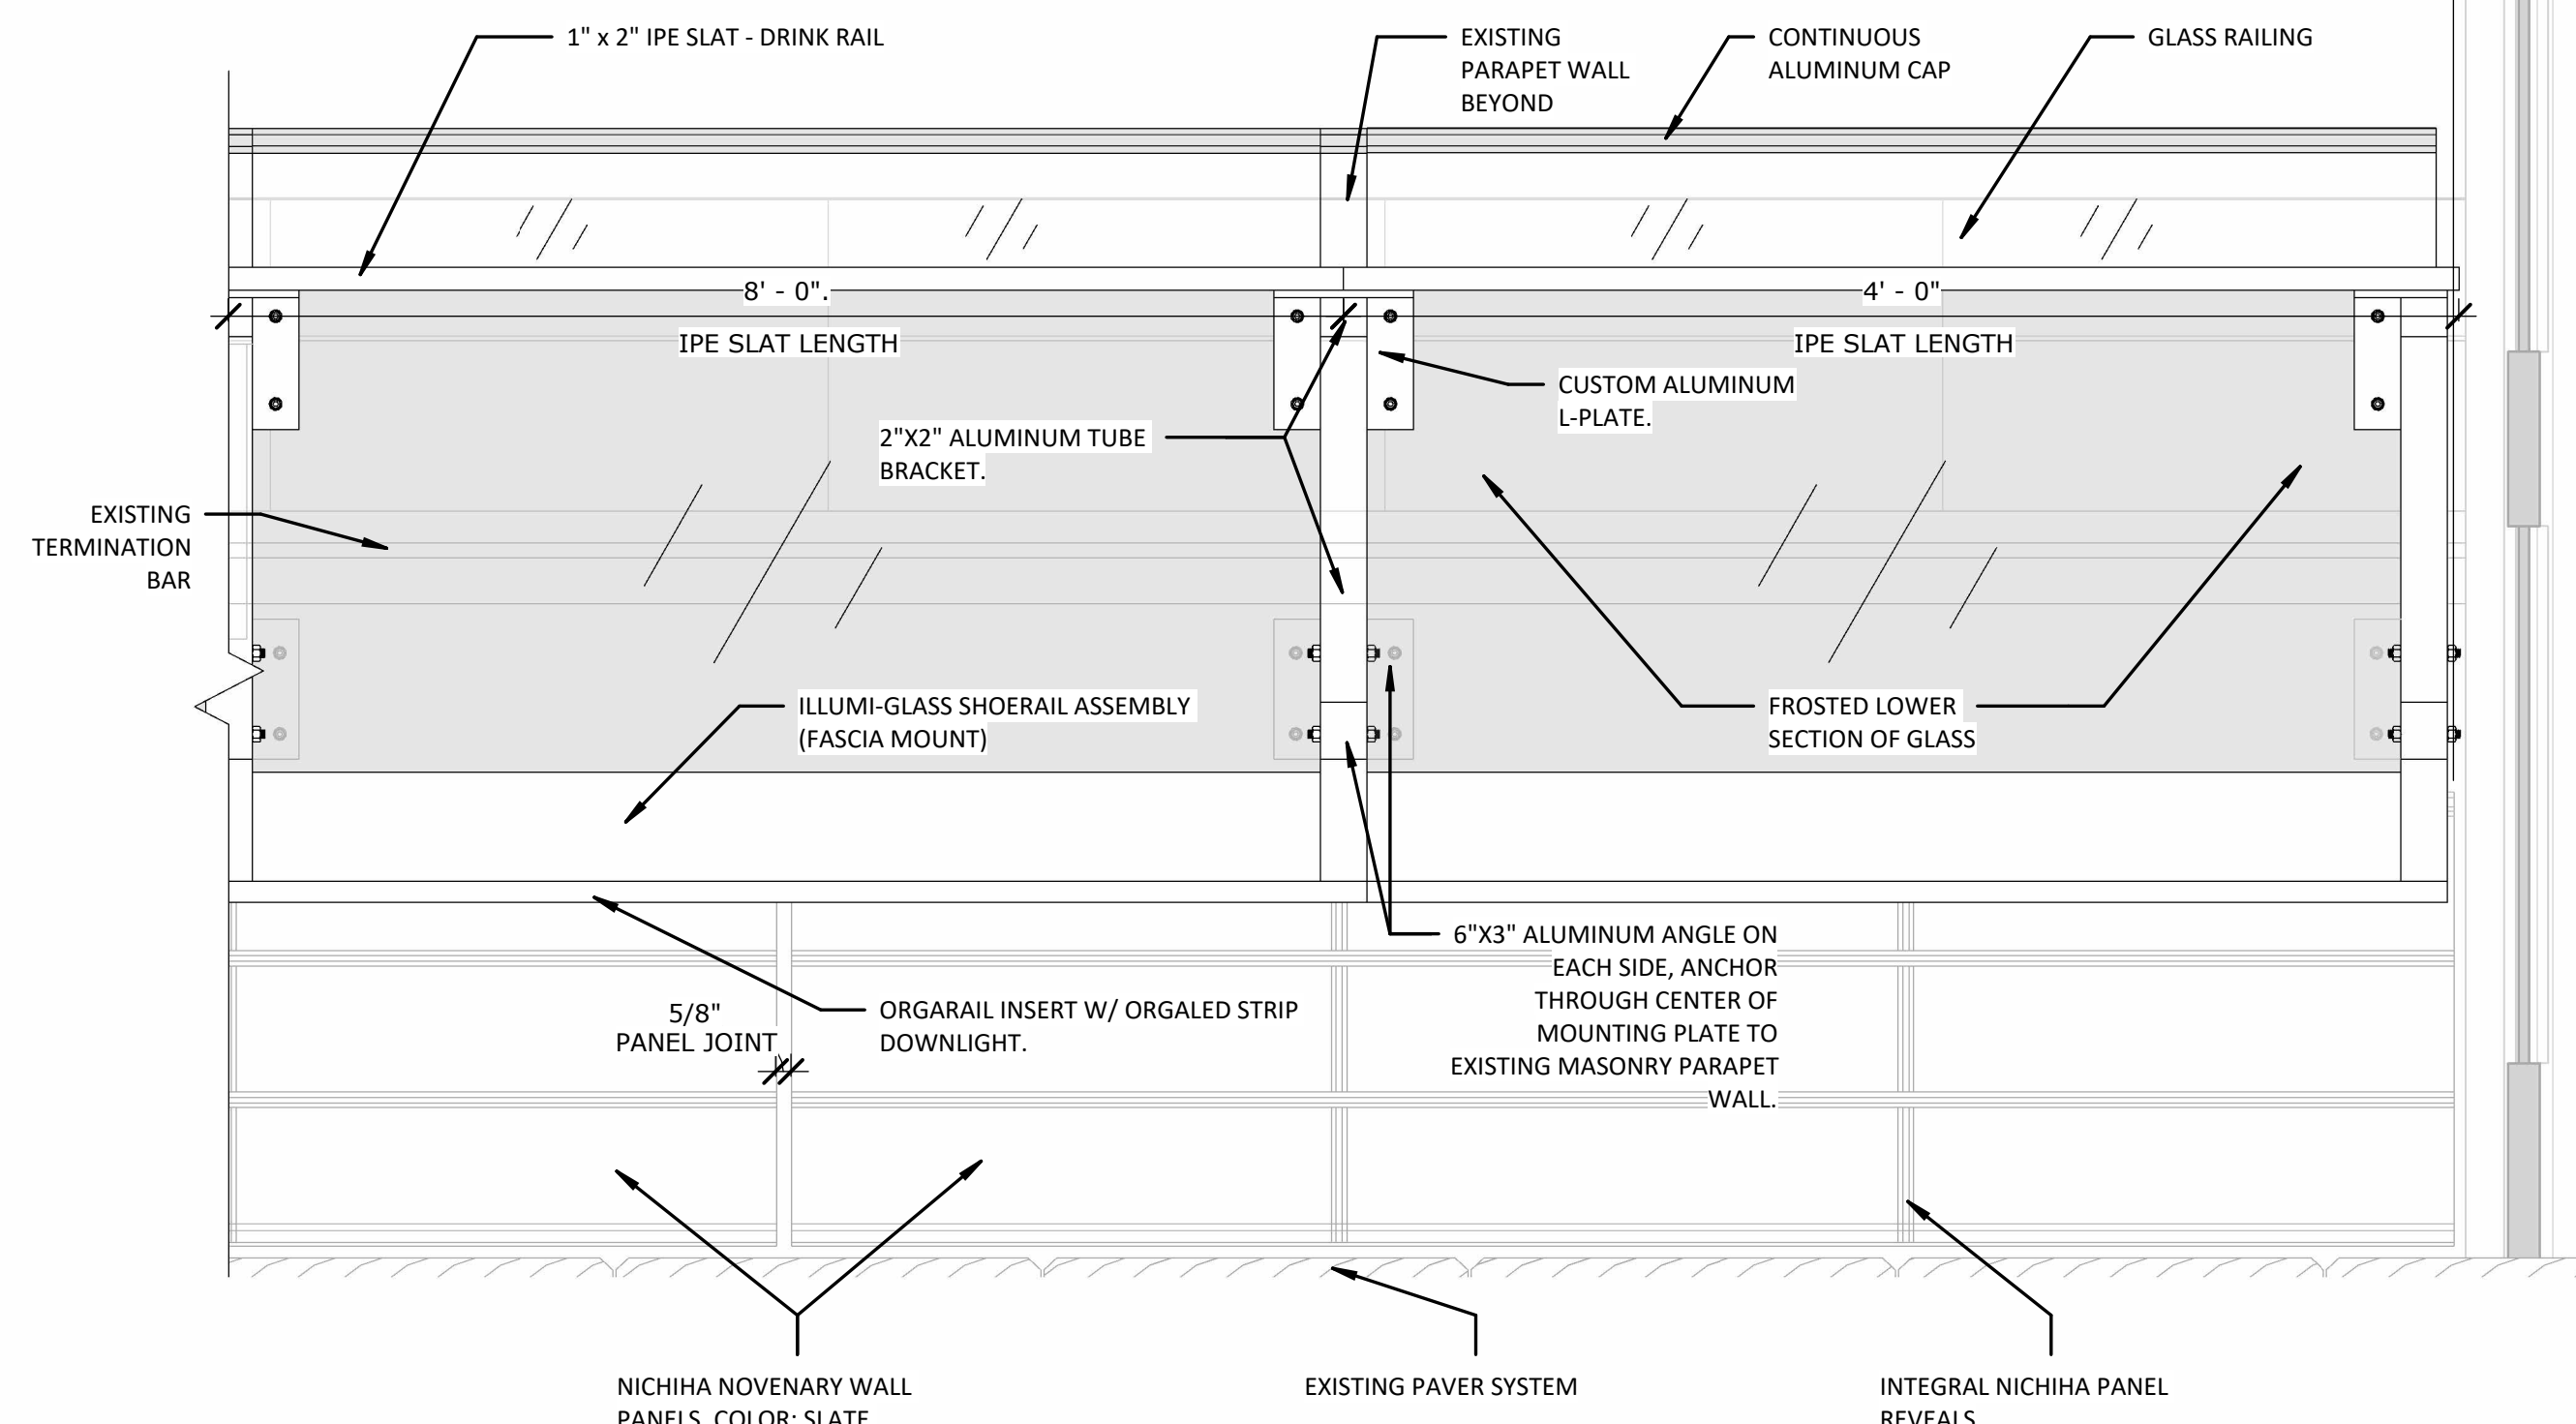 1" x 2" IPE SLAT - DRINK RAIL
EXISTING
PARAPET WALL
BEYOND
CONTINUOUS
ALUMINUM CAP
GLASS RAILING
8' - 0".
IPE SLAT LENGTH
4' - 0"
IPE SLAT LENGTH
CUSTOM ALUMINUM
L-PLATE.
2"X2" ALUMINUM TUBE
BRACKET.
EXISTING
TERMINATION
BAR
ILLUMI-GLASS SHOERAIL ASSEMBLY
(FASCIA MOUNT)
FROSTED LOWER
SECTION OF GLASS
6"X3" ALUMINUM ANGLE ON
EACH SIDE, ANCHOR
THROUGH CENTER OF
MOUNTING PLATE TO
EXISTING MASONRY PARAPET
WALL.
5/8"
PANEL JOINT
ORGARAIL INSERT W/ ORGALED STRIP
DOWNLIGHT.
NICHIHA NOVENARY WALL
PANELS, COLOR: SLATE
EXISTING PAVER SYSTEM
INTEGRAL NICHIHA PANEL
REVEALS